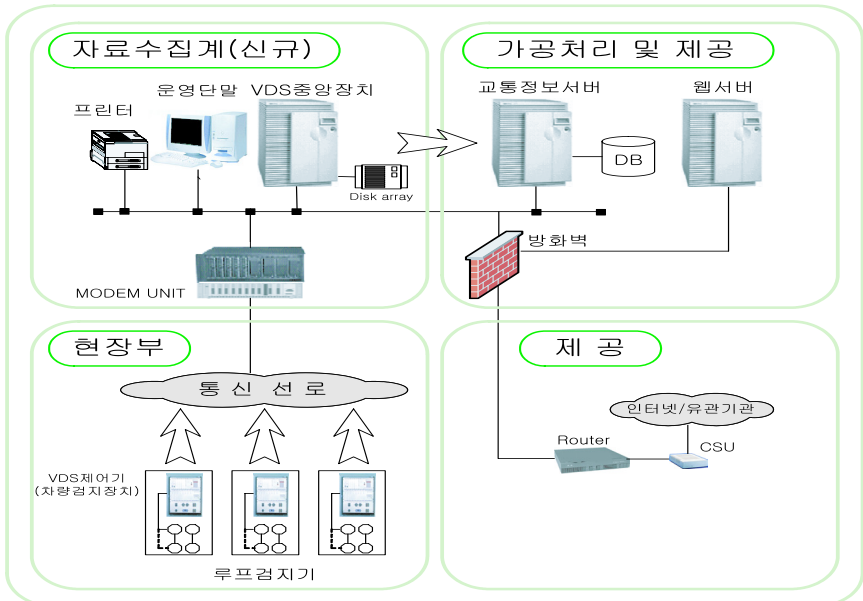 자료수집계(신규)
가공처리 및 제공
운영단말
VDS중앙장치
프린터
교통정보서버
웹서버
DB
Disk array
방화벽
MODEM UNIT
현장부
제 공
통 신 선 로
인터넷/유관기관
Router
CSU
VDS제어기
(차량검지장치)
루프검지기